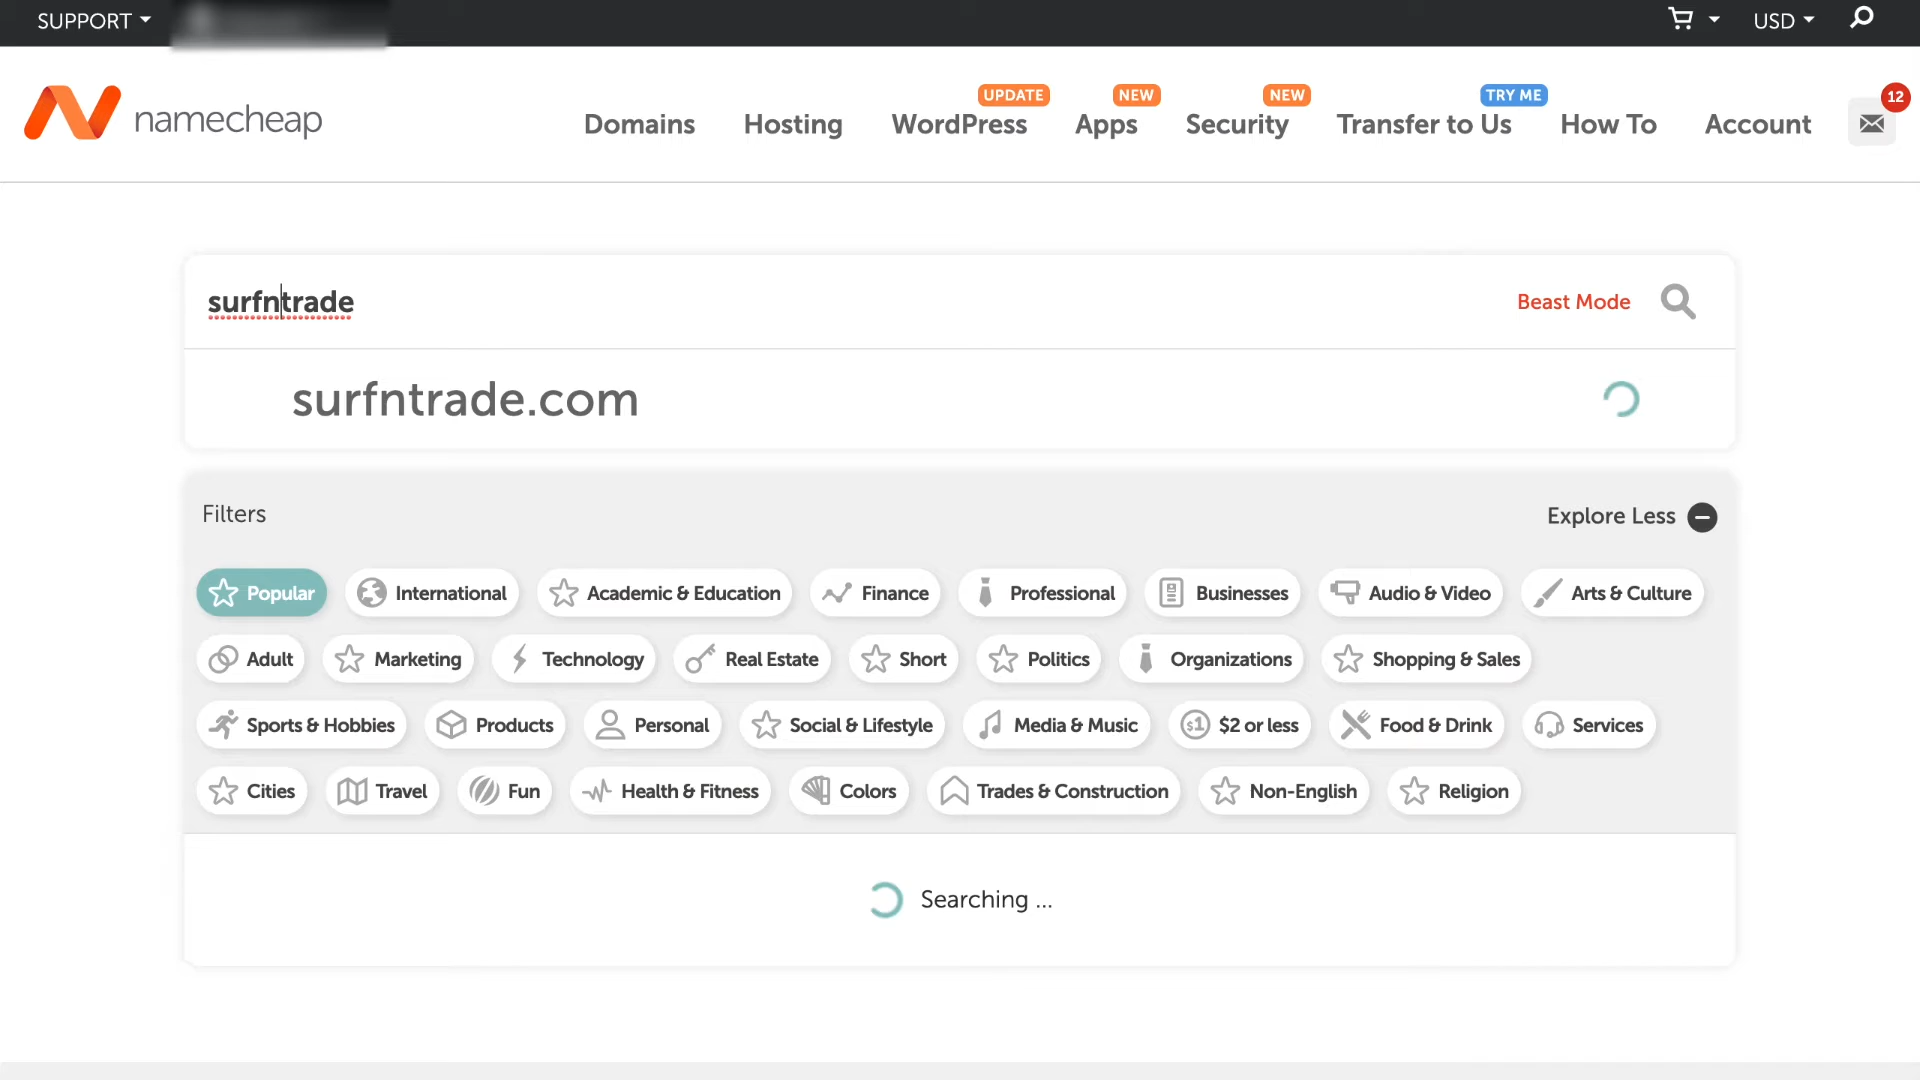 SUPPORT
USD
namecheap
Domains
Hosting
UPDATE
WordPress
NEW
Apps
NEW
Security
TRY ME
Transfer to Us
How To
Account
12
surfntrade
Beast Mode
surfntrade.com
Filters
Explore Less
Popular
International
Academic & Education
Finance
Professional
Businesses
Audio & Video
Arts & Culture
Adult
Marketing
Technology
Real Estate
Short
Politics
Organizations
Shopping & Sales
Sports & Hobbies
Products
Personal
Social & Lifestyle
Media & Music
$1
$2 or less
Food & Drink
Services
Cities
Travel
Fun
Health & Fitness
Colors
Trades & Construction
Non-English
Religion
Searching ...